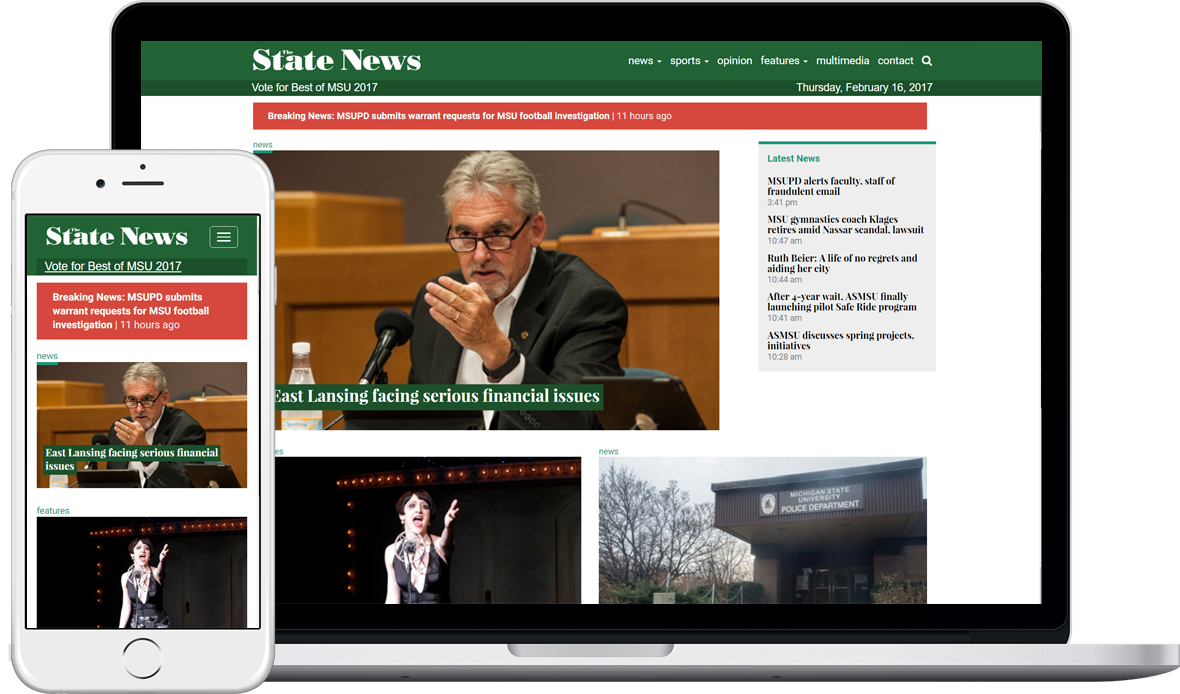 The
State News
news
sports
opinion
features
multimedia
contact
Vote for Best of MSU 2017
Thursday, February 16, 2017
Breaking News: MSUPD submits warrant requests for MSU football investigation | 11 hours ago
news
East Lansing facing serious financial issues
Latest News
MSUPD alerts faculty, staff of
fraudulent email
3:41 pm
MSU gymnastics coach Klages
retires amid Nassar scandal, lawsuit
10:47 am
Ruth Beier: A life of no regrets and
aiding her city
10:44 am
After 4-year wait, ASMSU finally
launching pilot Safe Ride program
10:41 am
ASMSU discusses spring projects,
initiatives
10:28 am
es
news
MICHIGAN STATE
UNIVERSITY
POLICE DEPARTMENT
The
State News
Vote for Best of MSU 2017
Breaking News: MSUPD submits
warrant requests for MSU football
investigation | 11 hours ago
news
East Lansing facing serious financial
issues
features